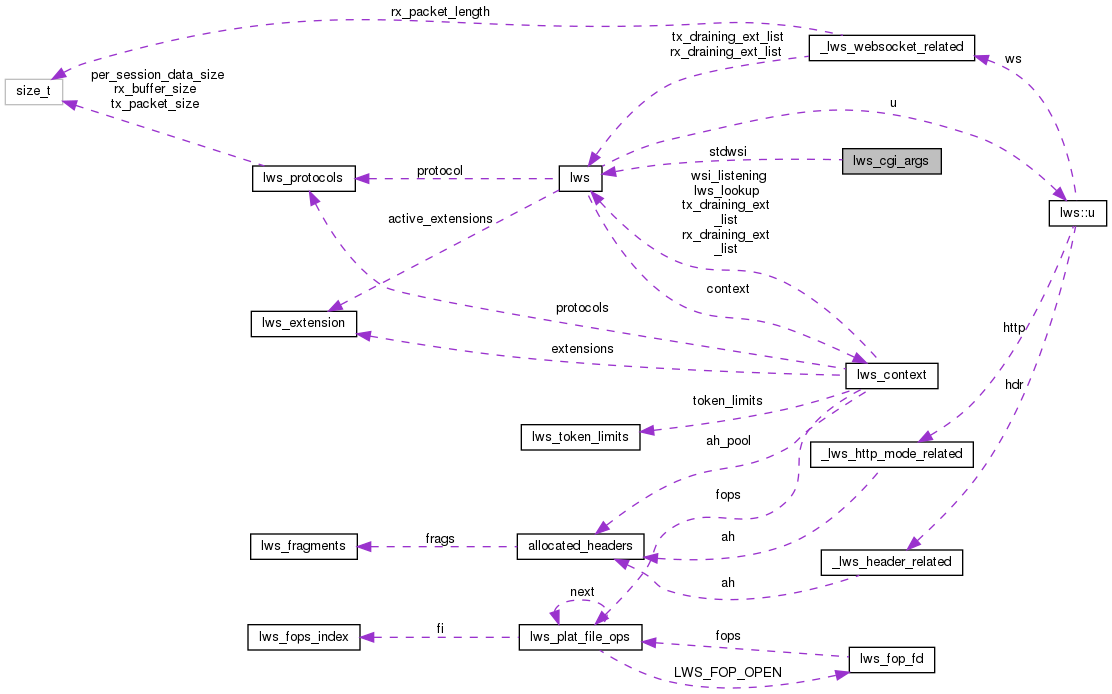 rx_packet_length
tx_draining_ext_list
rx_draining_ext_list
_lws_websocket_related
ws
per_session_data_size
rx_buffer_size
tx_packet_size
size_t
u
stdwsi
lws_cgi_args
lws_protocols
protocol
lws
wsi_listening
lws_lookup
tx_draining_ext
_list
rx_draining_ext
_list
lws::u
active_extensions
context
protocols
lws_extension
extensions
http
lws_context
hdr
token_limits
lws_token_limits
ah_pool
_lws_http_mode_related
fops
lws_fragments
frags
allocated_headers
ah
_lws_header_related
ah
next
lws_fops_index
fi
lws_plat_file_ops
fops
lws_fop_fd
LWS_FOP_OPEN